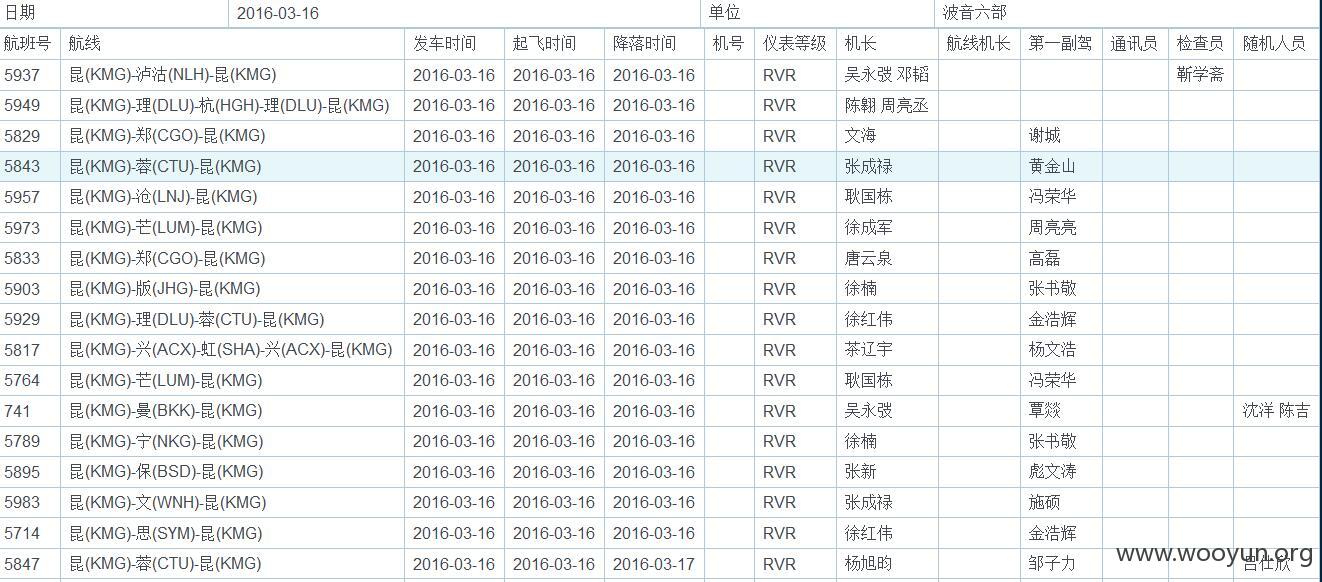 日期 2016-03-16 单位 波音六部
航班号 航线 发车时间 起飞时间 降落时间 机号 仪表等级 机长 航线机长 第一副驾 通讯员 检查员 随机人员
5937 昆(KMG)-泸沽(NLH)-昆(KMG) 2016-03-16 2016-03-16 2016-03-16 RVR 吴永弢 邓韬 靳学斋
5949 昆(KMG)-理(DLU)-杭(HGH)-理(DLU)-昆(KMG) 2016-03-16 2016-03-16 2016-03-16 RVR 陈翱 周亮丞
5829 昆(KMG)-郑(CGO)-昆(KMG) 2016-03-16 2016-03-16 2016-03-16 RVR 文海 谢城
5843 昆(KMG)-蓉(CTU)-昆(KMG) 2016-03-16 2016-03-16 2016-03-16 RVR 张成禄 黄金山
5957 昆(KMG)-沧(LNJ)-昆(KMG) 2016-03-16 2016-03-16 2016-03-16 RVR 耿国栋 冯荣华
5973 昆(KMG)-芒(LUM)-昆(KMG) 2016-03-16 2016-03-16 2016-03-16 RVR 徐成军 周亮亮
5833 昆(KMG)-郑(CGO)-昆(KMG) 2016-03-16 2016-03-16 2016-03-16 RVR 唐云泉 高磊
5903 昆(KMG)-版(JHG)-昆(KMG) 2016-03-16 2016-03-16 2016-03-16 RVR 徐楠 张书敬
5929 昆(KMG)-理(DLU)-蓉(CTU)-昆(KMG) 2016-03-16 2016-03-16 2016-03-16 RVR 徐红伟 金浩辉
5817 昆(KMG)-兴(ACX)-虹(SHA)-兴(ACX)-昆(KMG) 2016-03-16 2016-03-16 2016-03-16 RVR 茶辽宇 杨文浩
5764 昆(KMG)-芒(LUM)-昆(KMG) 2016-03-16 2016-03-16 2016-03-16 RVR 耿国栋 冯荣华
741 昆(KMG)-曼(BKK)-昆(KMG) 2016-03-16 2016-03-16 2016-03-16 RVR 吴永弢 覃燚 沈洋 陈吉
5789 昆(KMG)-宁(NKG)-昆(KMG) 2016-03-16 2016-03-16 2016-03-16 RVR 徐楠 张书敬
5895 昆(KMG)-保(BSD)-昆(KMG) 2016-03-16 2016-03-16 2016-03-16 RVR 张新 彪文涛
5983 昆(KMG)-文(WNH)-昆(KMG) 2016-03-16 2016-03-16 2016-03-16 RVR 张成禄 施硕
5714 昆(KMG)-思(SYM)-昆(KMG) 2016-03-16 2016-03-16 2016-03-16 RVR 徐红伟 金浩辉
5847 昆(KMG)-蓉(CTU)-昆(KMG) 2016-03-16 2016-03-16 2016-03-17 RVR 杨旭昀 邹子力
www.wooyun.org